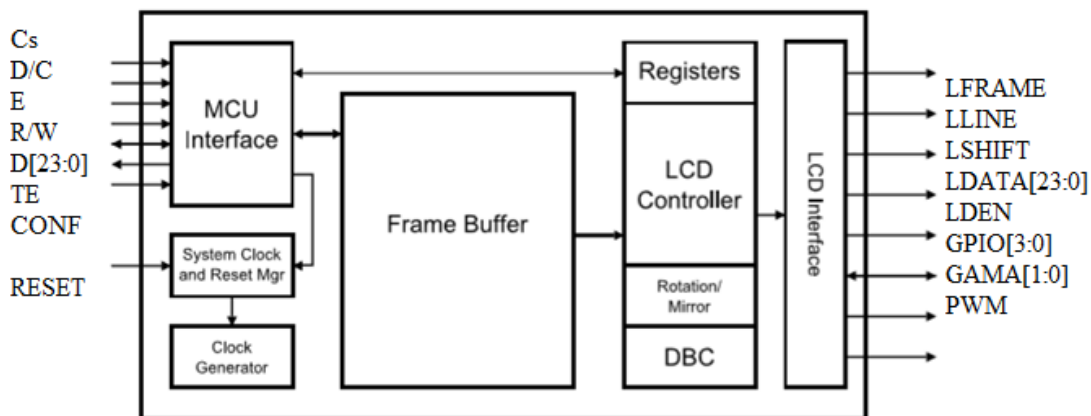 Cs
D/C
E
R/W
D[23:0]
TE
CONF
RESET
MCU
Interface
System Clock
and Reset Mgr
Clock
Generator
Frame Buffer
Registers
LCD
Controller
Rotation/
Mirror
DBC
LCD Interface
LFRAME
LLINE
LSHIFT
LDATA[23:0]
LDEN
GPIO[3:0]
GAMA[1:0]
PWM